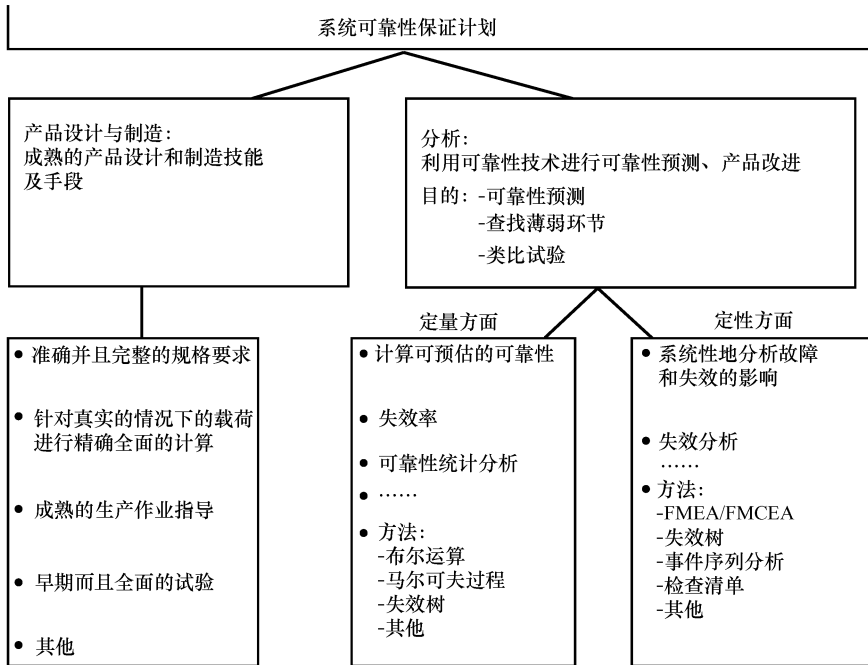 系统可靠性保证计划
产品设计与制造:
成熟的产品设计和制造技能
及手段
分析:
利用可靠性技术进行可靠性预测、产品改进
目的: -可靠性预测
-查找薄弱环节
-类比试验
定量方面
定性方面
● 准确并且完整的规格要求
● 针对真实的情况下的载荷
进行精确全面的计算
● 成熟的生产作业指导
● 早期而且全面的试验
● 其他
● 计算可预估的可靠性
● 失效率
● 可靠性统计分析
● ……
● 方法:
-布尔运算
-马尔可夫过程
-失效树
-其他
● 系统性地分析故障
和失效的影响
● 失效分析
……
● 方法:
-FMEA/FMCEA
-失效树
-事件序列分析
-检查清单
-其他